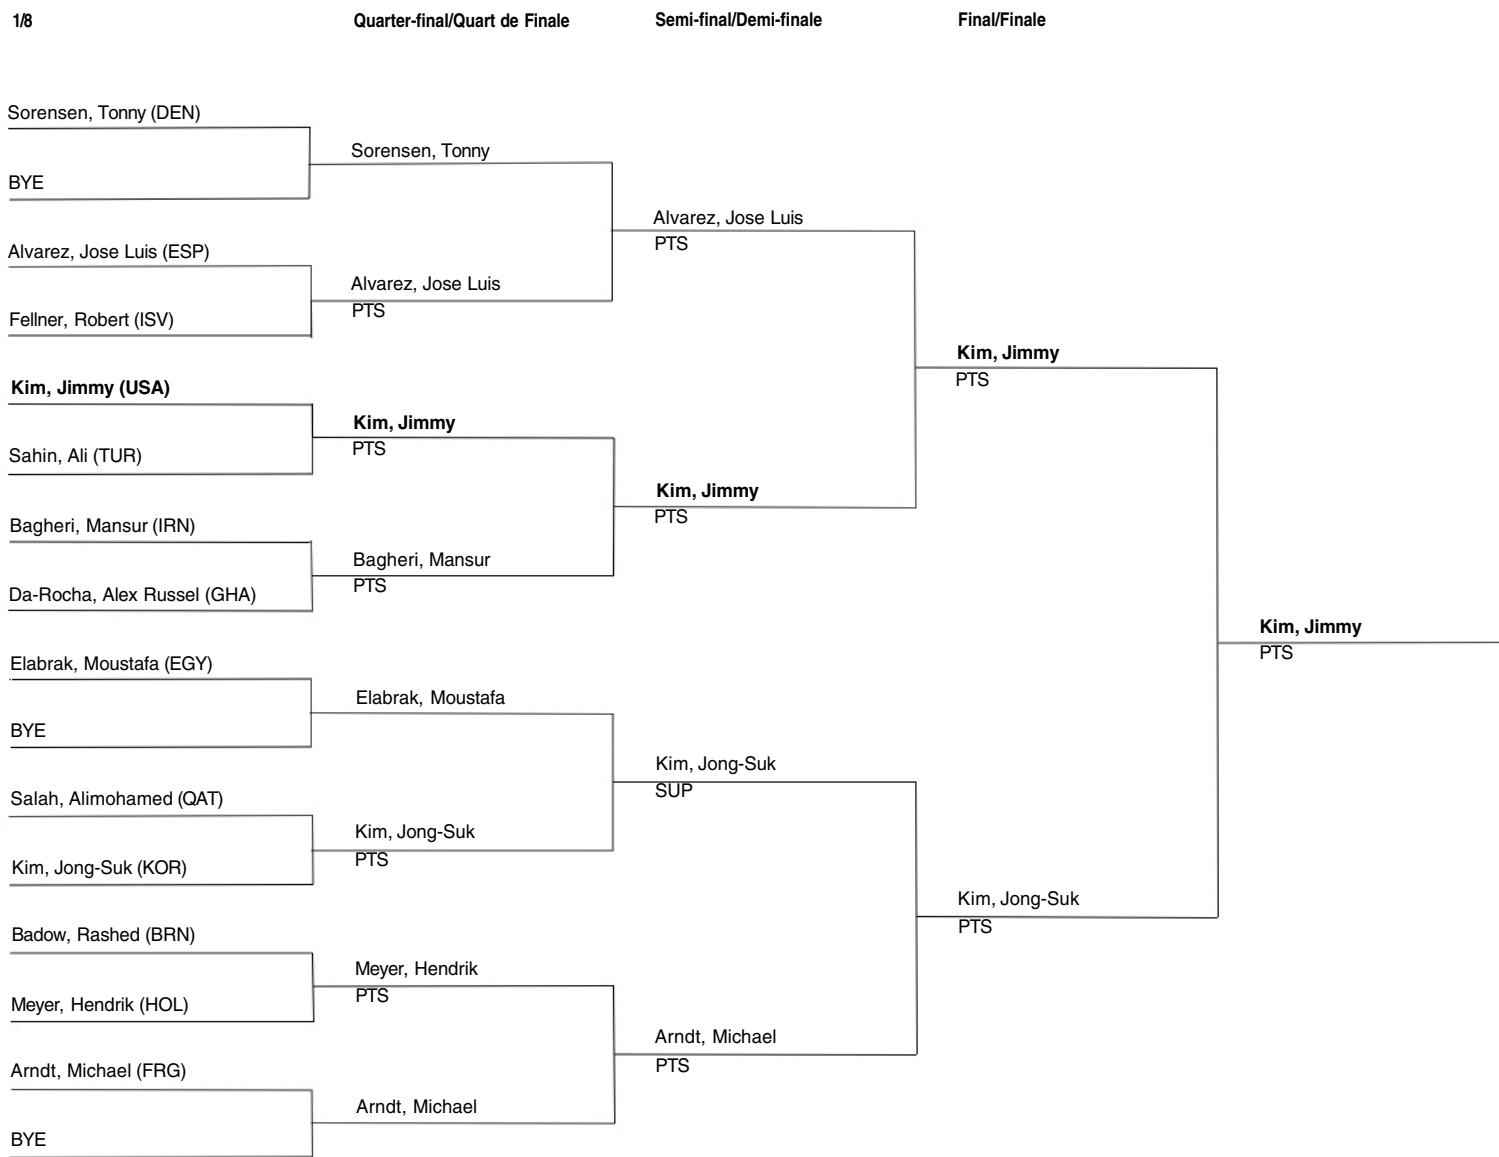 1/8 Quarter-final/Quart de Finale Semi-final/Demi-finale Final/Finale
Sorensen, Tonny (DEN)
BYE
Alvarez, Jose Luis (ESP)
Fellner, Robert (ISV)
Kim, Jimmy (USA)
Sahin, Ali (TUR)
Bagheri, Mansur (IRN)
Da-Rocha, Alex Russel (GHA)
Elabrak, Moustafa (EGY)
BYE
Salah, Alimohamed (QAT)
Kim, Jong-Suk (KOR)
Badow, Rashed (BRN)
Meyer, Hendrik (HOL)
Arndt, Michael (FRG)
BYE
Sorensen, Tonny
Alvarez, Jose Luis
PTS
Kim, Jimmy
PTS
Bagheri, Mansur
PTS
Elabrak, Moustafa
Kim, Jong-Suk
PTS
Meyer, Hendrik
PTS
Arndt, Michael
Alvarez, Jose Luis
PTS
Kim, Jimmy
PTS
Kim, Jong-Suk
SUP
Arndt, Michael
PTS
Kim, Jimmy
PTS
Kim, Jong-Suk
PTS
Kim, Jimmy
PTS